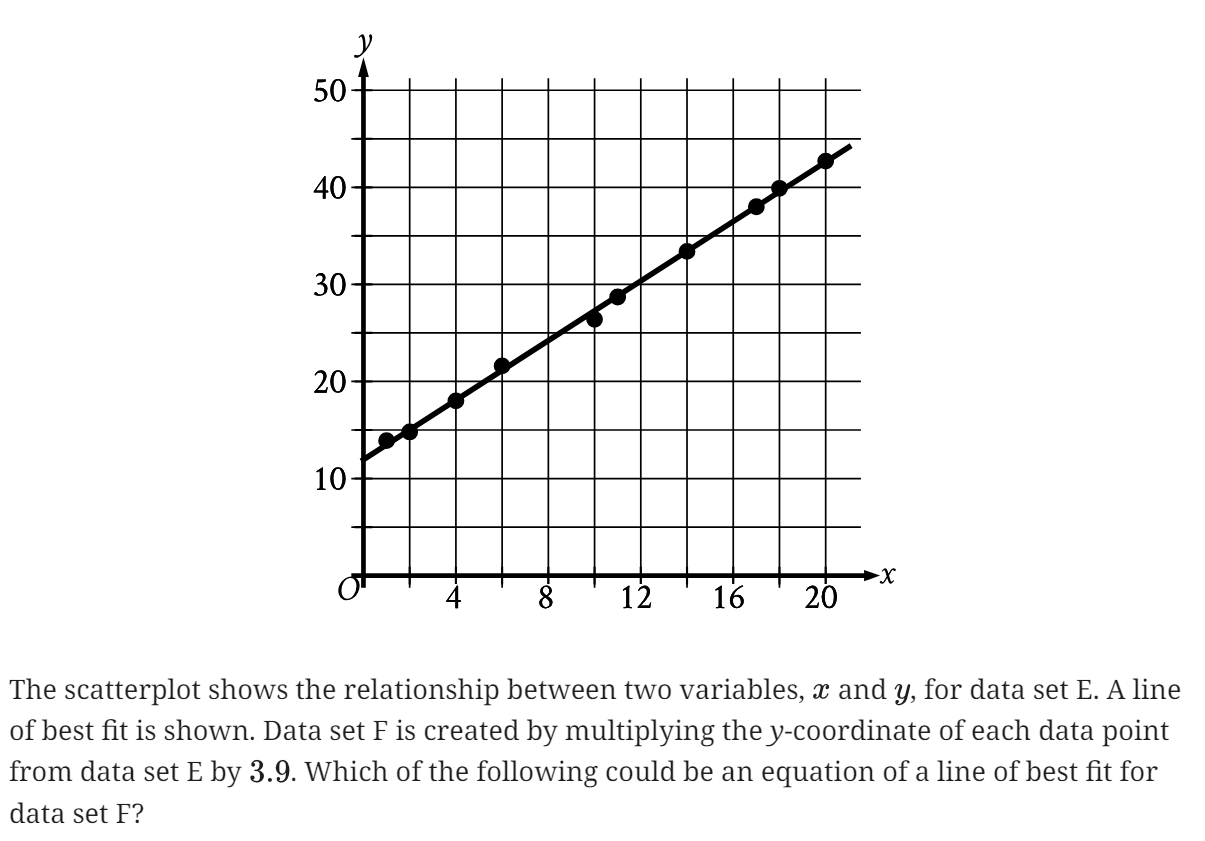 y
50
40
30
20
10
O 4 8 12 16 20 x
The scatterplot shows the relationship between two variables, x and y, for data set E. A line
of best fit is shown. Data set F is created by multiplying the y-coordinate of each data point
from data set E by 3.9. Which of the following could be an equation of a line of best fit for
data set F?